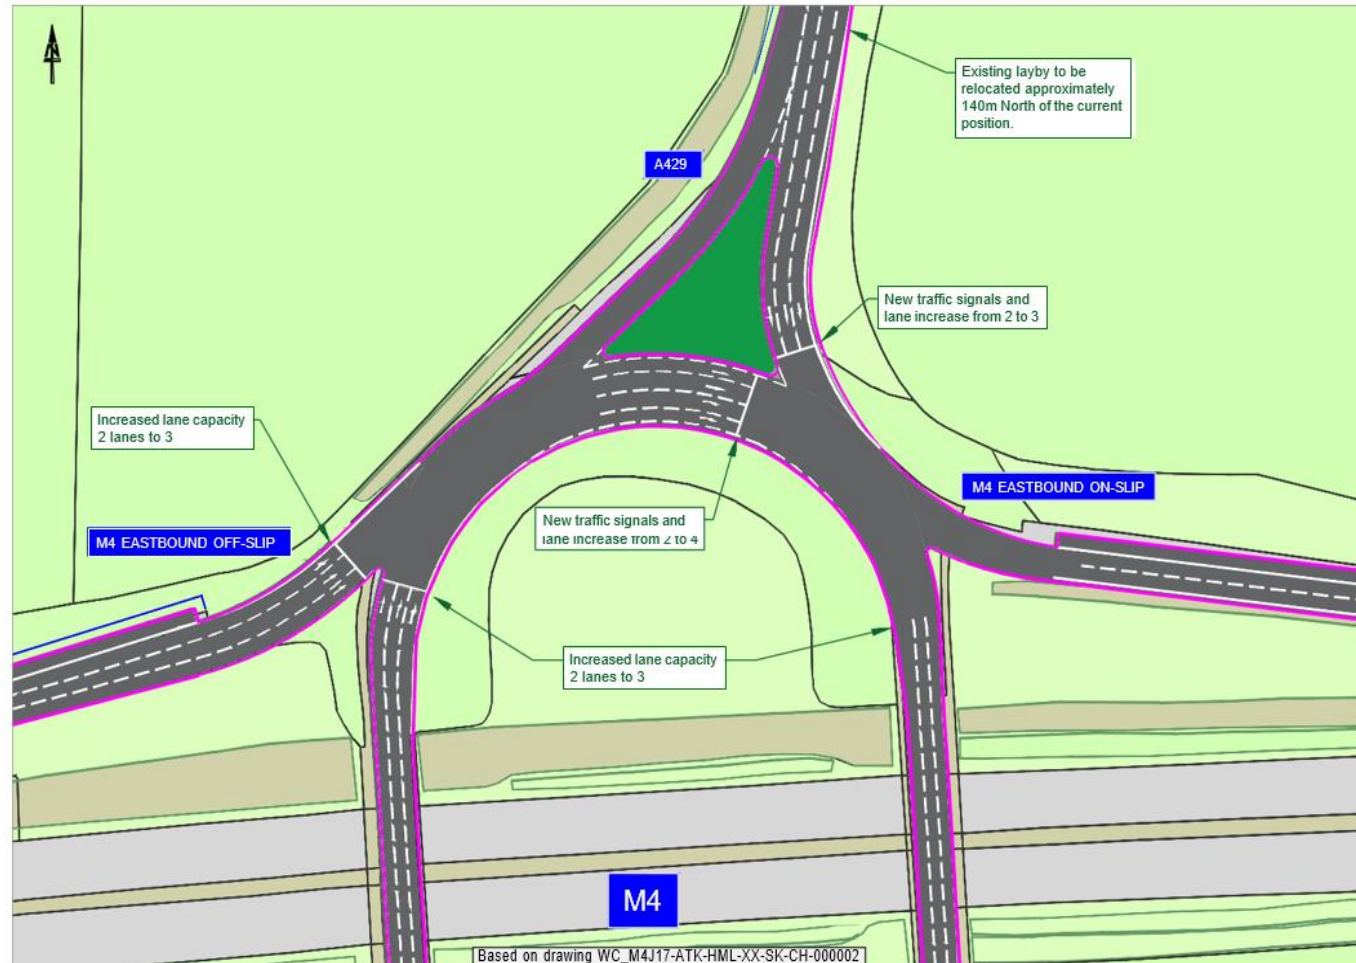 Existing layby to be
relocated approximately
140m North of the current
position.
A429
New traffic signals and
lane increase from 2 to 3
Increased lane capacity
2 lanes to 3
M4 EASTBOUND ON-SLIP
New traffic signals and
lane increase from 2 to 4
M4 EASTBOUND OFF-SLIP
Increased lane capacity
2 lanes to 3
M4
Based on drawing WC_M4J17-ATK-HML-XX-SK-CH-000002